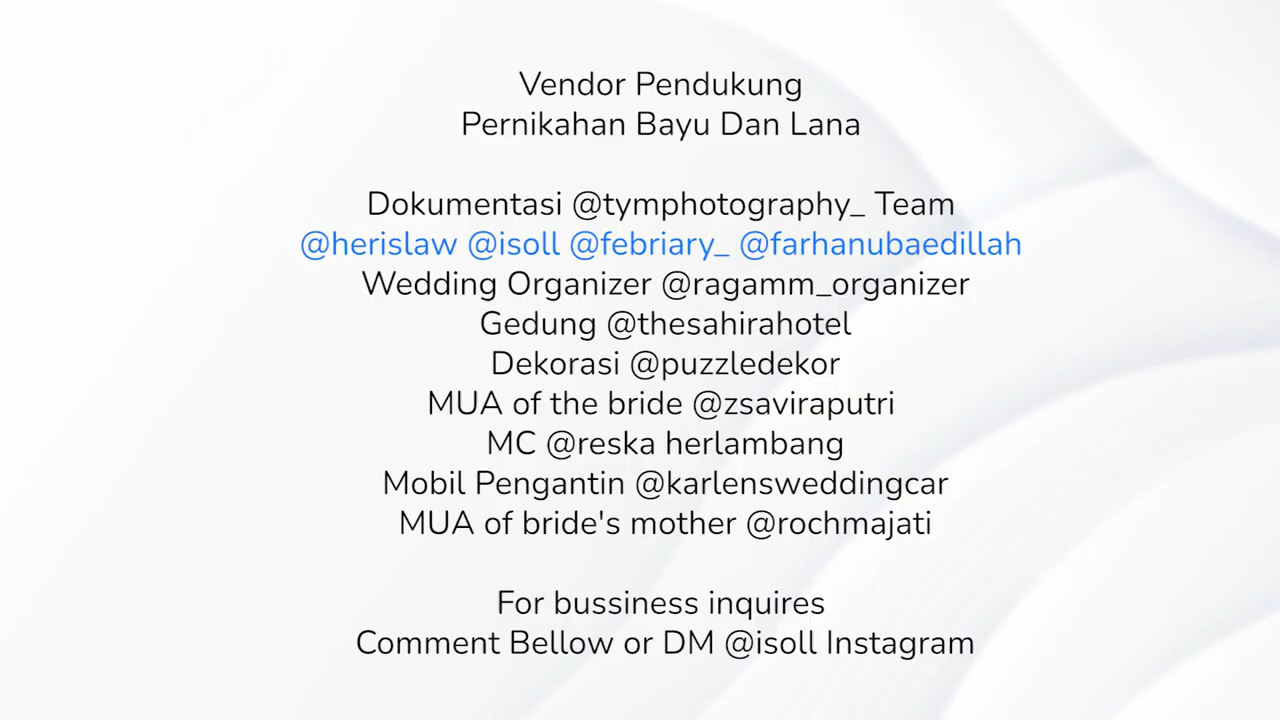 Vendor Pendukung
Pernikahan Bayu Dan Lana
Dokumentasi @tymphotography_ Team
@herislaw @isoll @febriary_ @farhanubaedillah
Wedding Organizer @ragamm_organizer
Gedung @thesahirahotel
Dekorasi @puzzledekor
MUA of the bride @zsaviraputri
MC @reska herlambang
Mobil Pengantin @karlensweddingcar
MUA of bride's mother @rochmajati
For bussiness inquires
Comment Bellow or DM @isoll Instagram